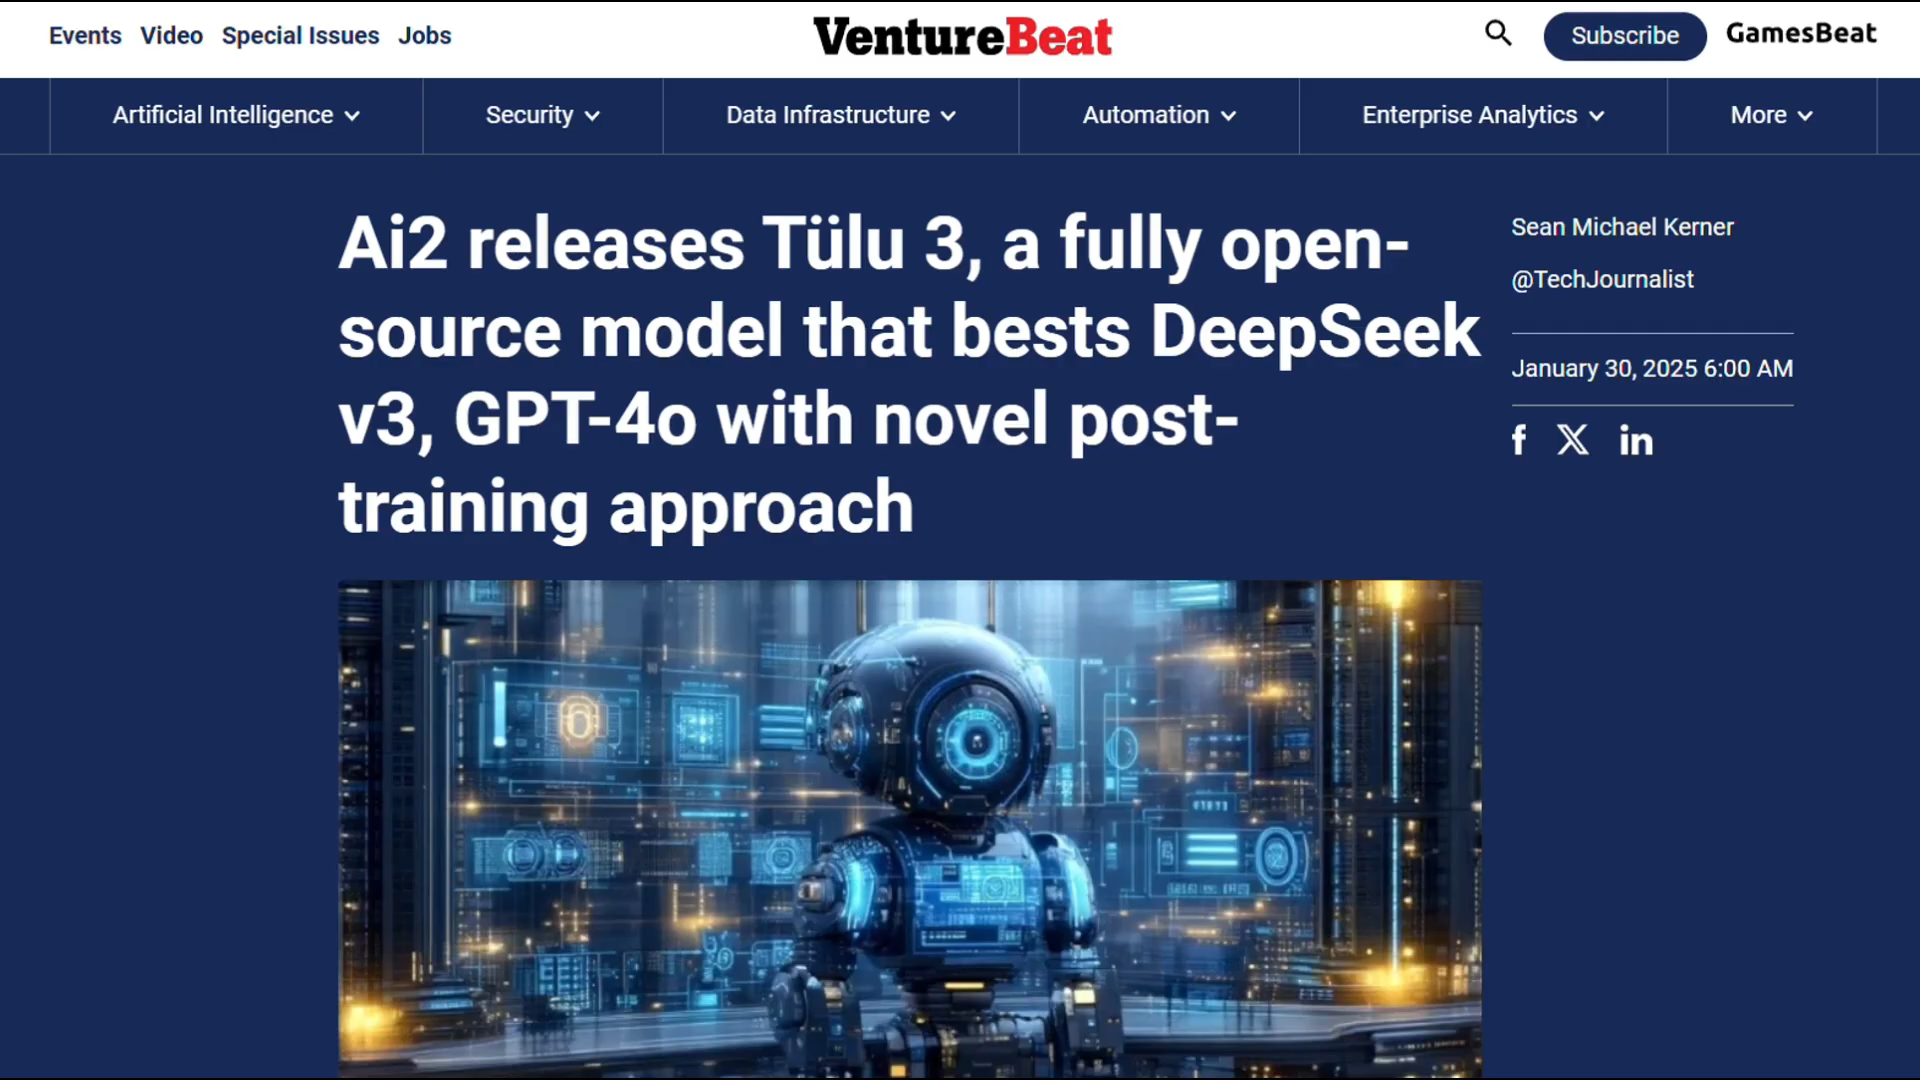 Events Video Special Issues Jobs
VentureBeat
Subscribe
GamesBeat
Artificial Intelligence
Security
Data Infrastructure
Automation
Enterprise Analytics
More
Ai2 releases Tülu 3, a fully open-
source model that bests DeepSeek
v3, GPT-4o with novel post-
training approach
Sean Michael Kerner
@TechJournalist
January 30, 2025 6:00 AM